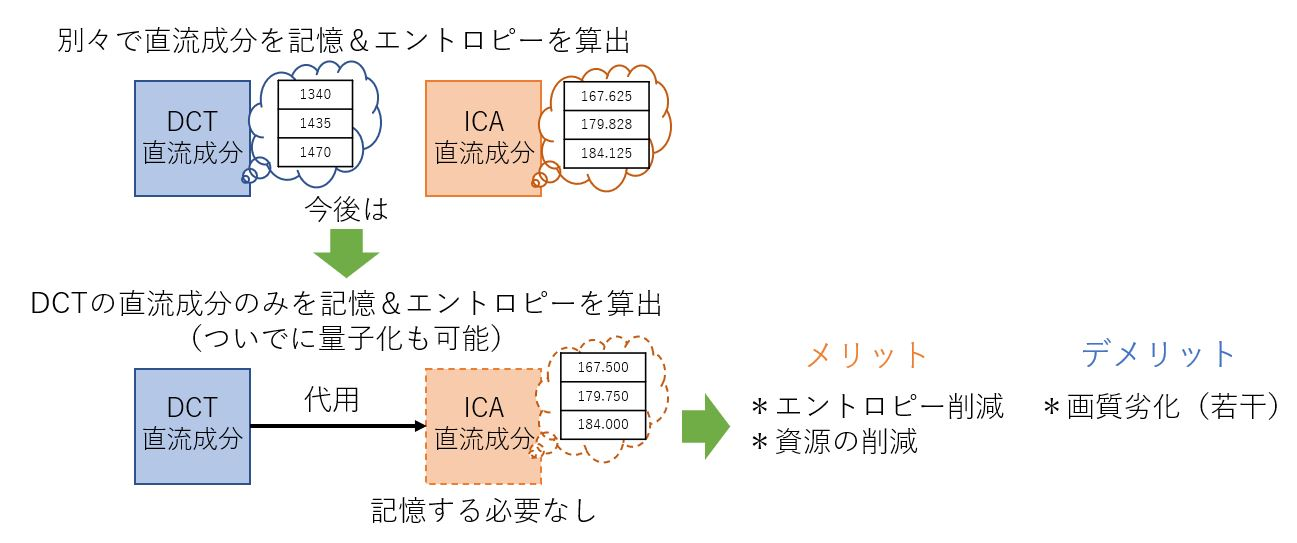 別々で直流成分を記憶＆エントロピーを算出
DCT
直流成分
1340
1435
1470
ICA
直流成分
167.625
179.828
184.125
今後は
DCTの直流成分のみを記憶＆エントロピーを算出
（ついでに量子化も可能）
DCT
直流成分
代用
ICA
直流成分
167.500
179.750
184.000
記憶する必要なし
メリット
＊エントロピー削減
＊資源の削減
デメリット
＊画質劣化（若干）